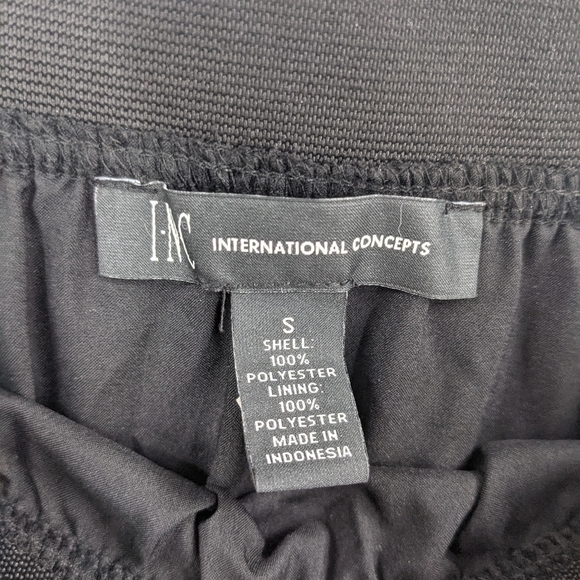 I·N·C INTERNATIONAL CONCEPTS
S
SHELL:
100%
POLYESTER
LINING:
100%
POLYESTER
MADE IN
INDONESIA